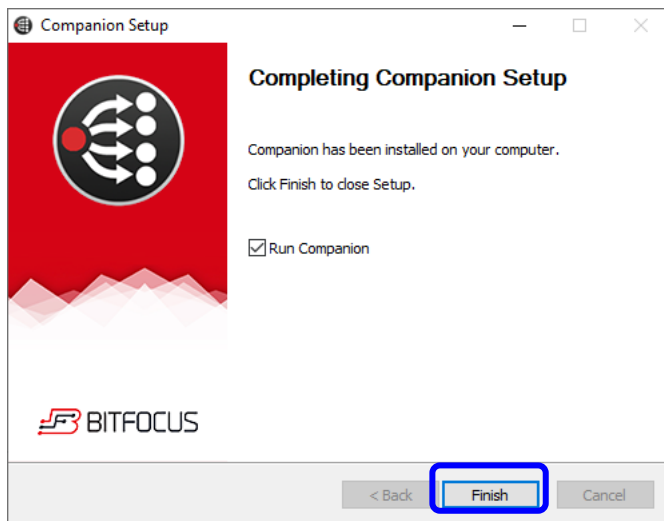 Companion Setup
Completing Companion Setup
Companion has been installed on your computer.
Click Finish to close Setup.
Run Companion
BITFOCUS
< Back
Finish
Cancel